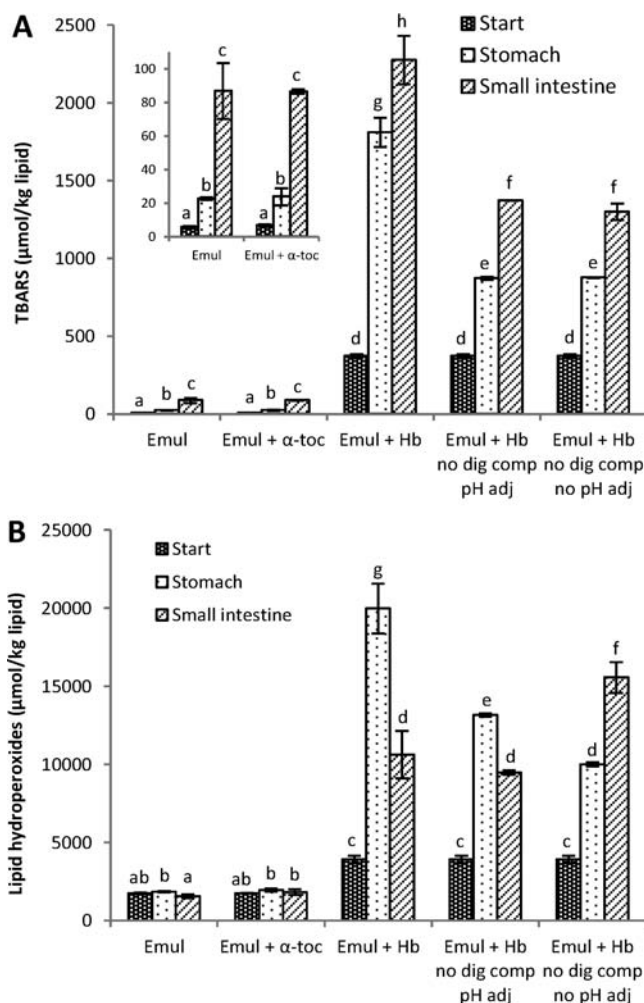 A
TBARS (µmol/kg lipid)
2500
2000
1500
1000
500
0
Start
Stomach
Small intestine
100
80
60
40
20
0
a
b
c
a
b
c
Emul
Emul + α-toc
a
b
c
a
b
c
d
g
h
d
e
f
d
e
f
Emul
Emul + α-toc
Emul + Hb
Emul + Hb
no dig comp
pH adj
Emul + Hb
no dig comp
no pH adj
B
Lipid hydroperoxides (µmol/kg lipid)
25000
20000
15000
10000
5000
0
Start
Stomach
Small intestine
ab
b
a
ab
b
b
c
g
d
c
e
d
c
d
f
Emul
Emul + α-toc
Emul + Hb
Emul + Hb
no dig comp
pH adj
Emul + Hb
no dig comp
no pH adj